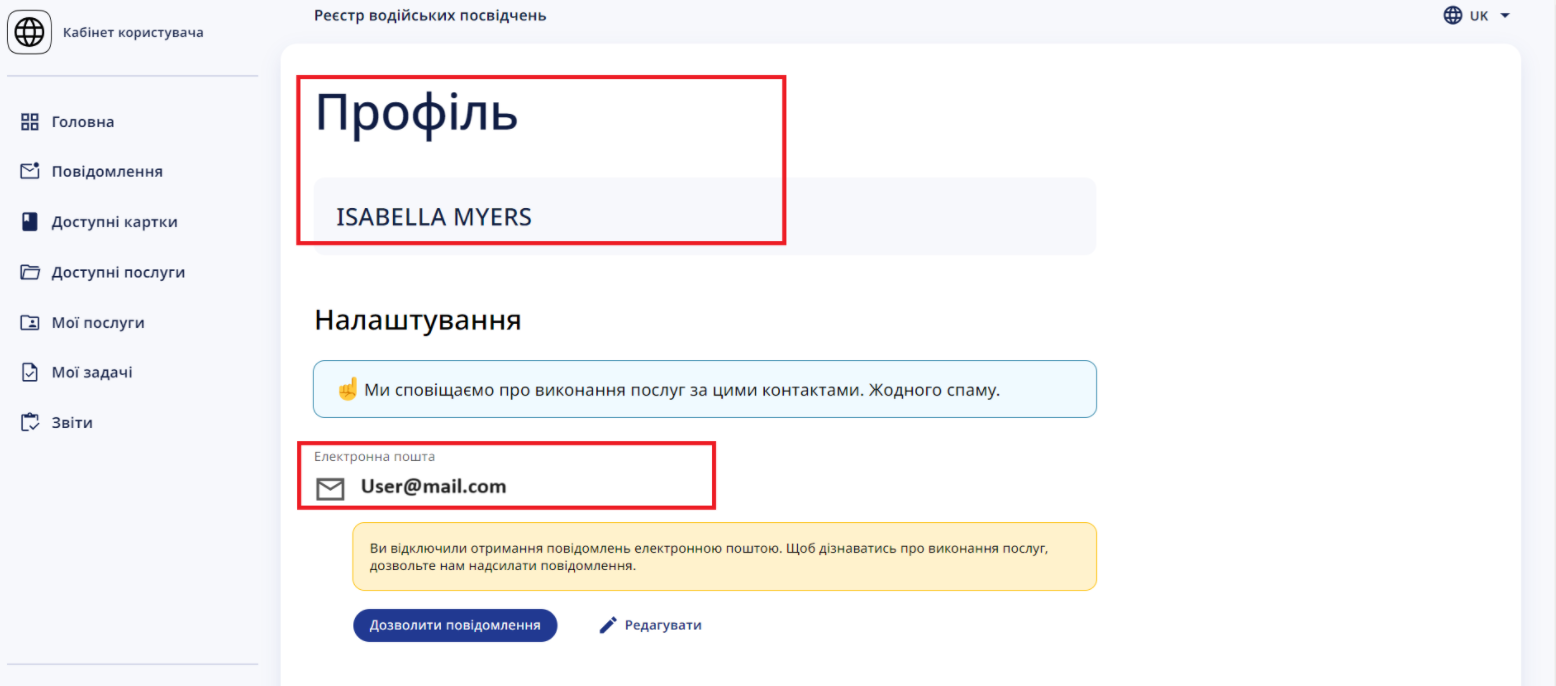 Кабінет користувача
Реєстр водійських посвідчень
UK
Головна
Повідомлення
Доступні картки
Доступні послуги
Мої послуги
Мої задачі
Звіти
Профіль
ISABELLA MYERS
Налаштування
☝ Ми сповіщаємо про виконання послуг за цими контактами. Жодного спаму.
Електронна пошта
User@mail.com
Ви відключили отримання повідомлень електронною поштою. Щоб дізнаватись про виконання послуг,
дозвольте нам надсилати повідомлення.
Дозволити повідомлення
Редагувати